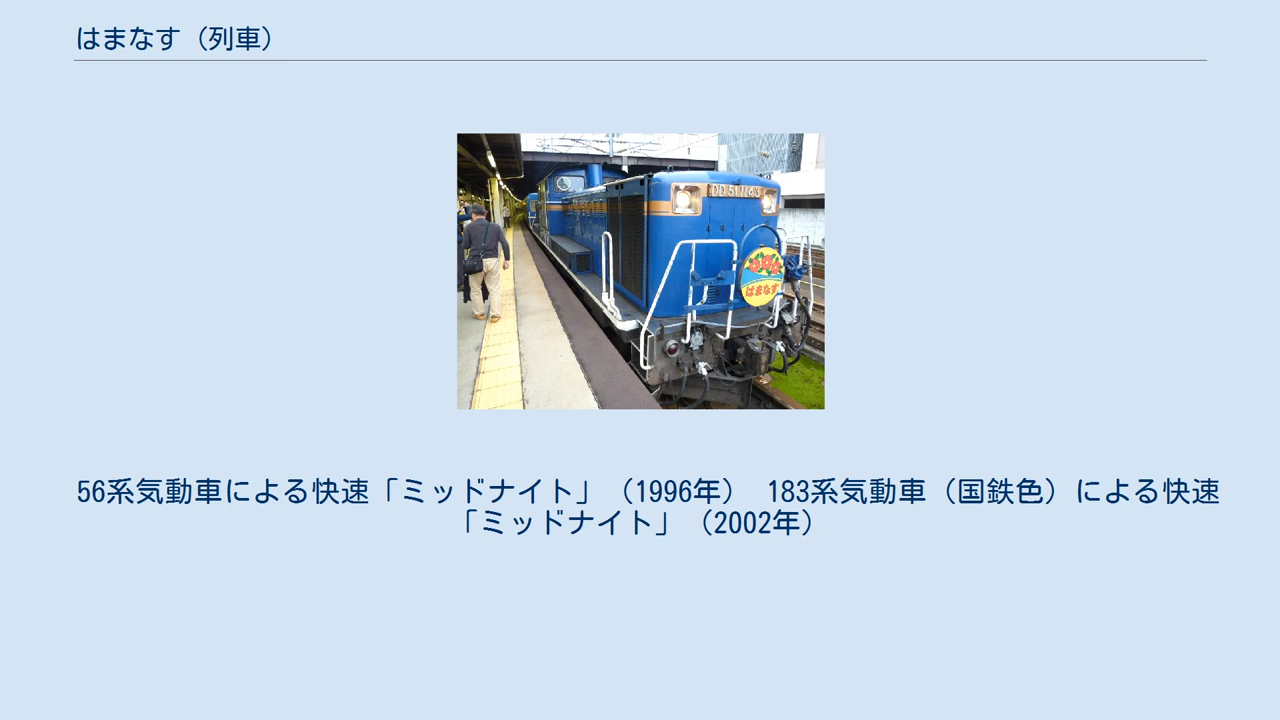 はまなす（列車）
DD 51 1143
はまなす
56系気動車による快速「ミッドナイト」（1996年） 183系気動車（国鉄色）による快速
「ミッドナイト」（2002年）